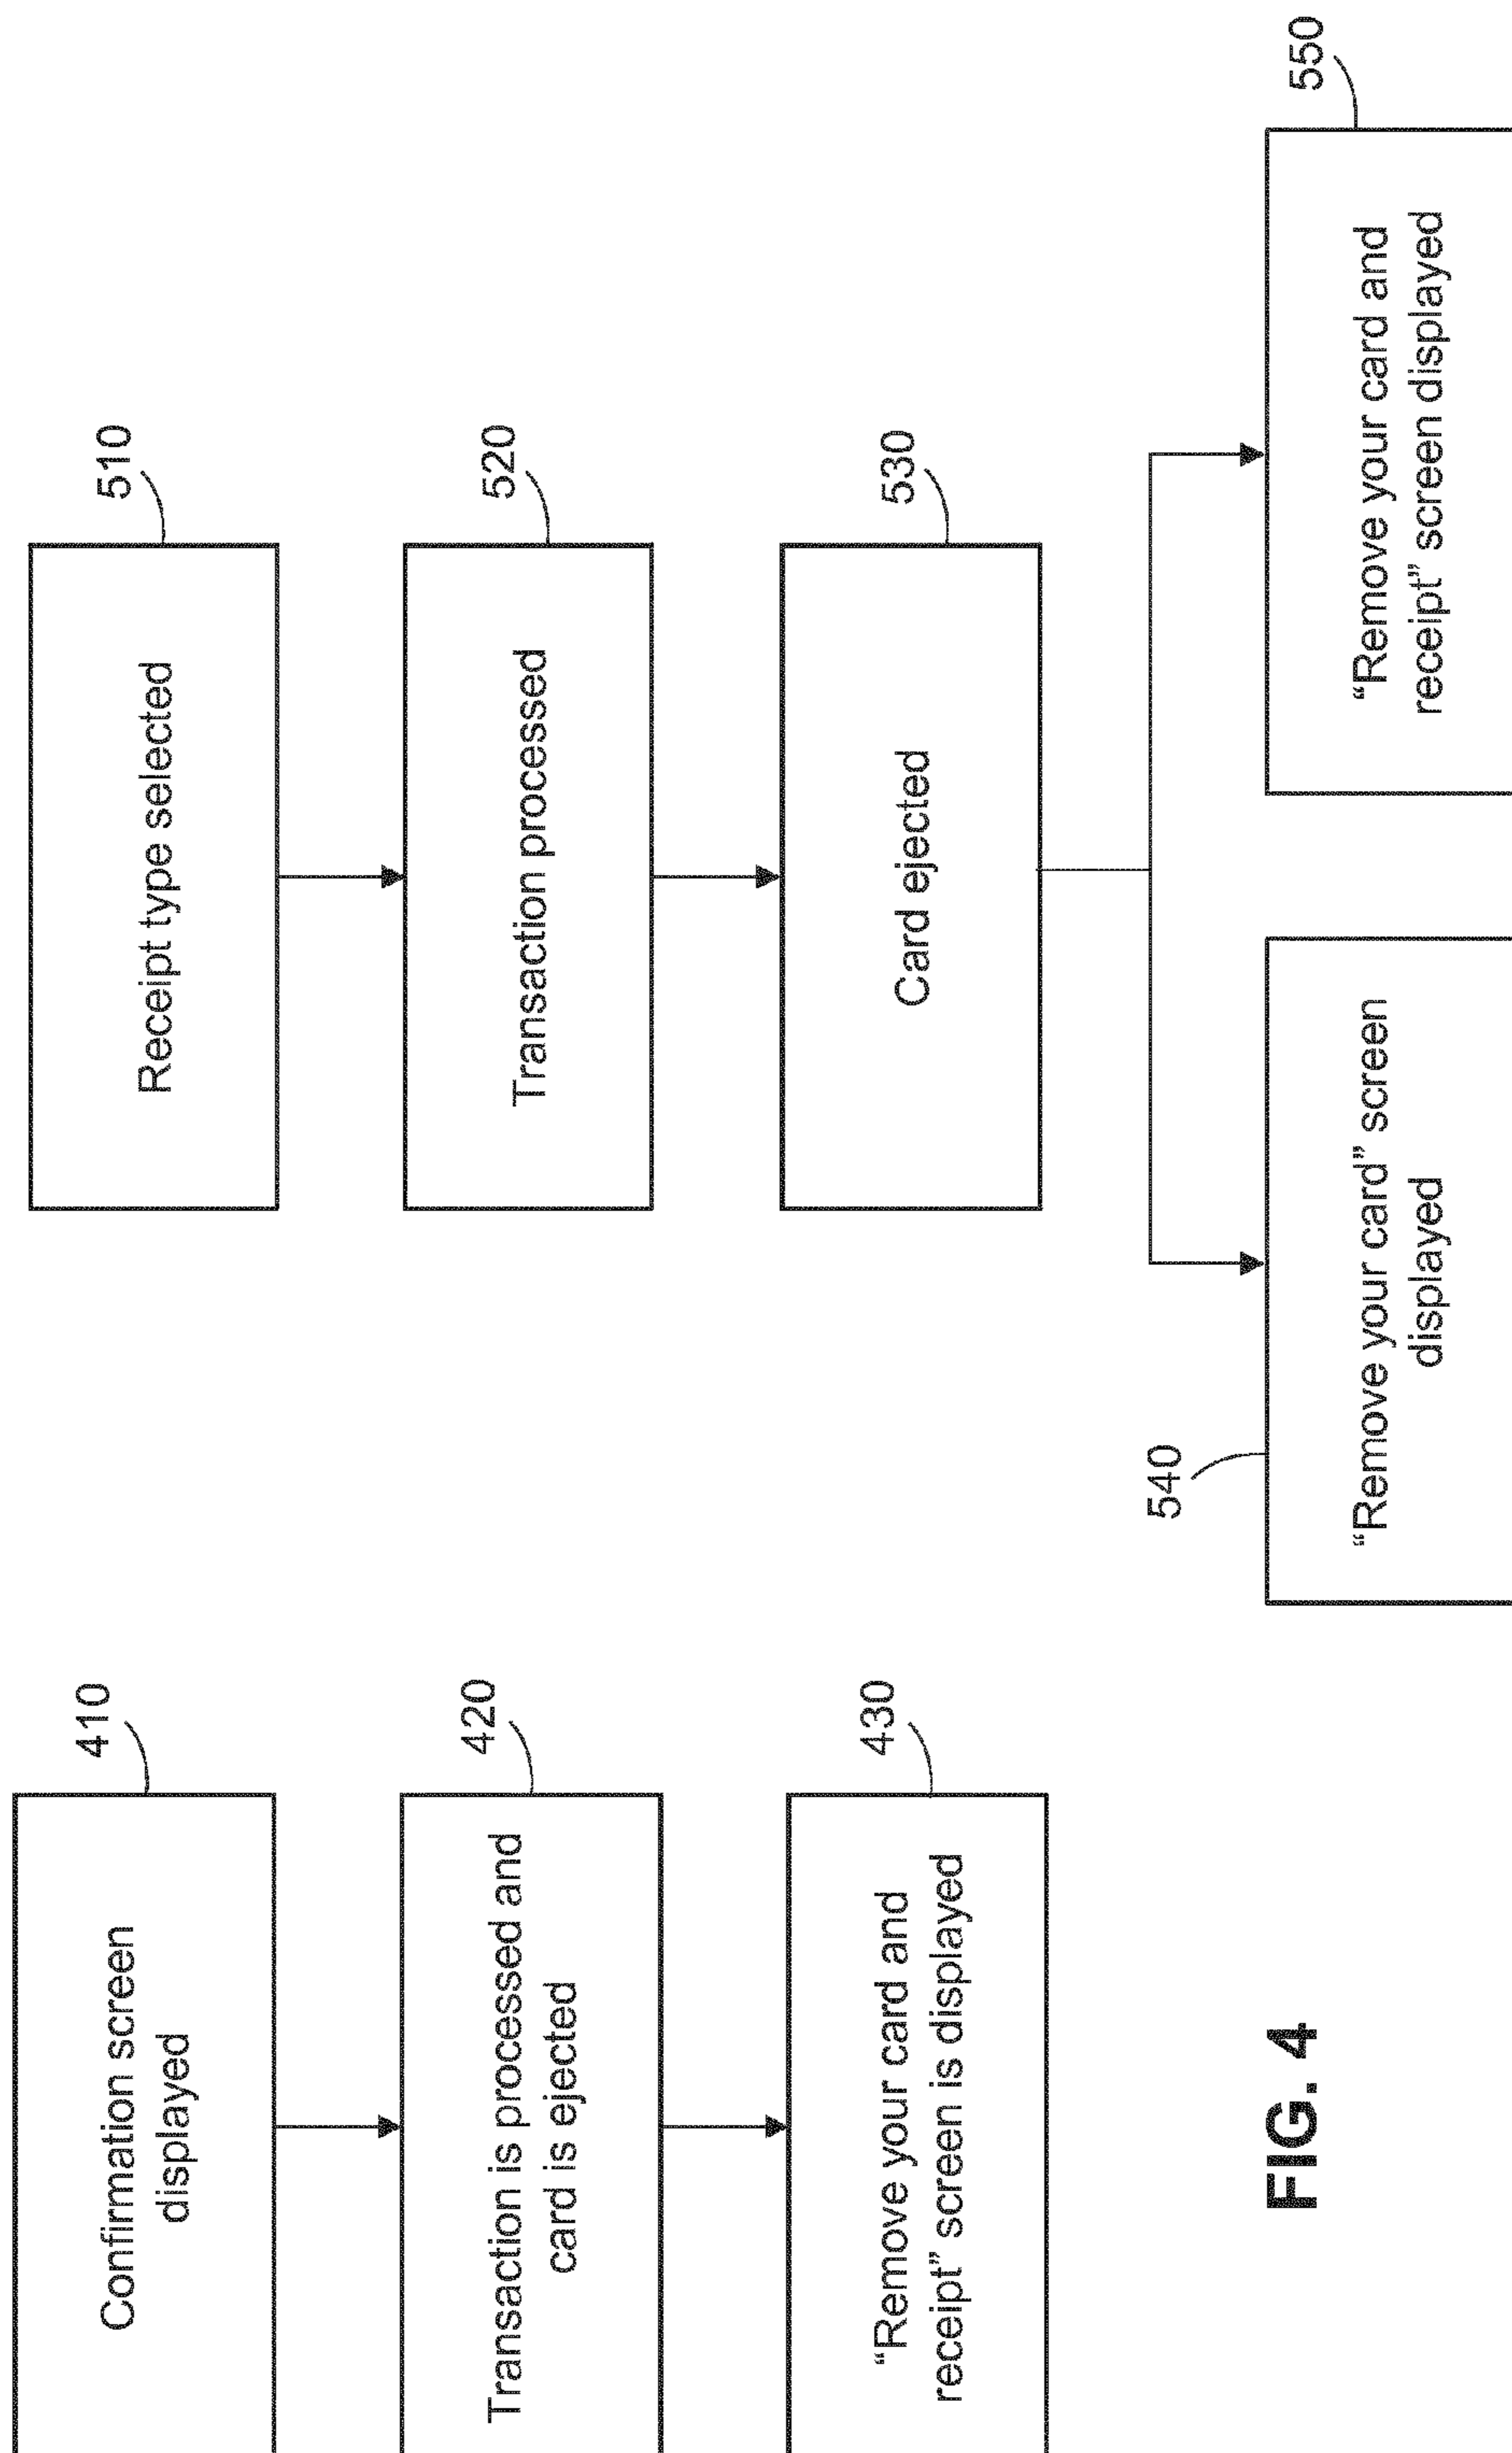 410
Confirmation screen
displayed
420
Transaction is processed and
card is ejected
430
“Remove your card and
receipt” screen is displayed
FIG. 4
510
Receipt type selected
520
Transaction processed
530
Card ejected
540
“Remove your card” screen
displayed
550
“Remove your card and
receipt” screen displayed